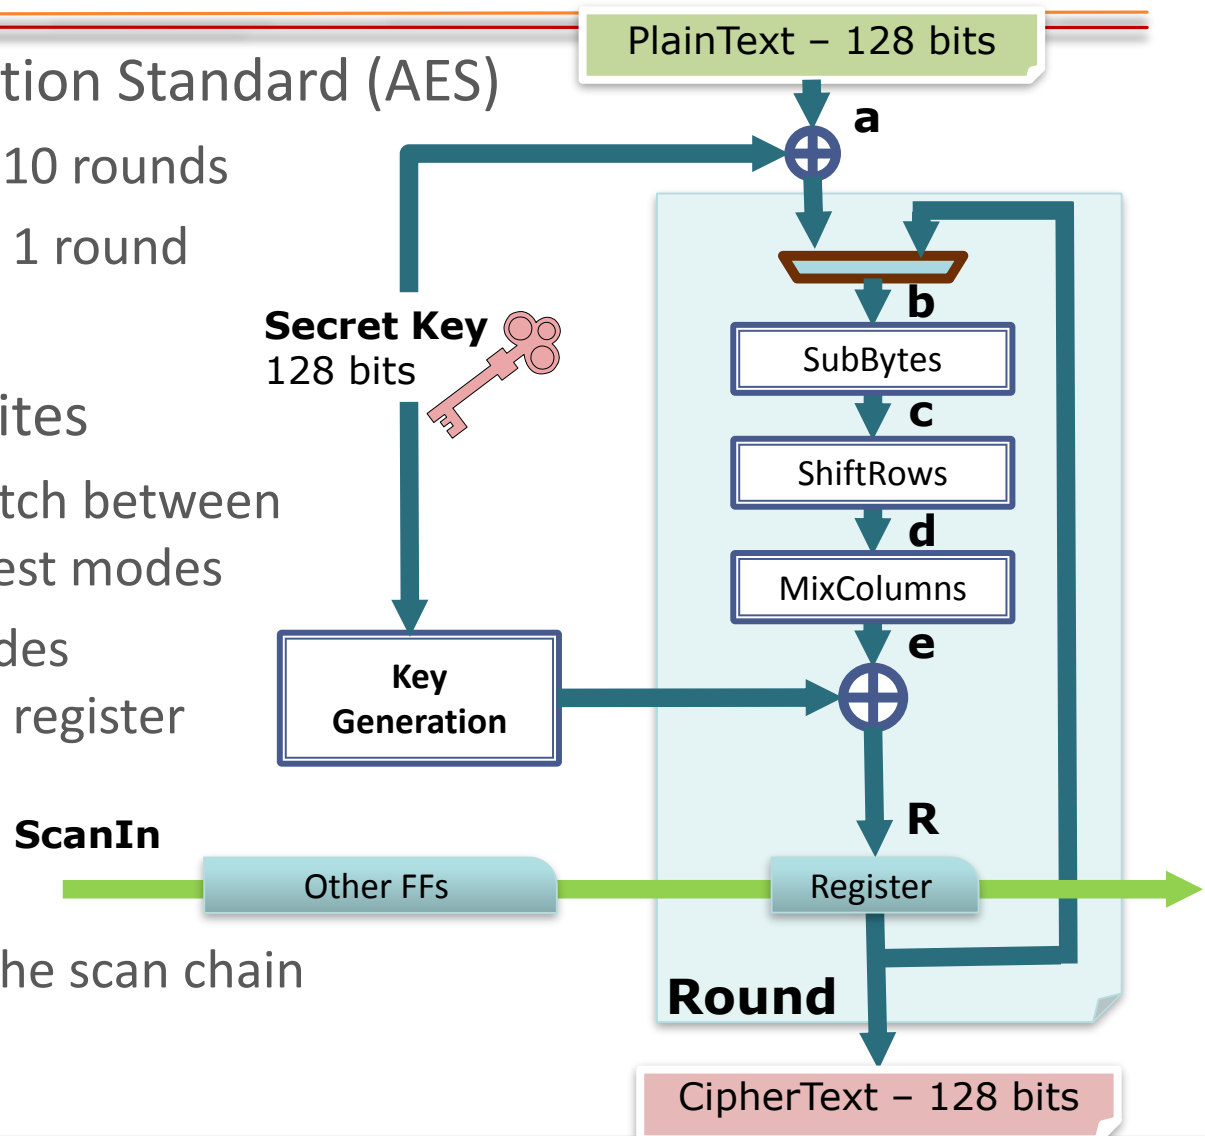 PlainText – 128 bits
tion Standard (AES)
a
10 rounds
1 round
b
Secret Key
128 bits
SubBytes
c
ites
ShiftRows
tch between
d
est modes
MixColumns
e
des
Key
Generation
register
R
ScanIn
Other FFs
Register
he scan chain
Round
CipherText – 128 bits